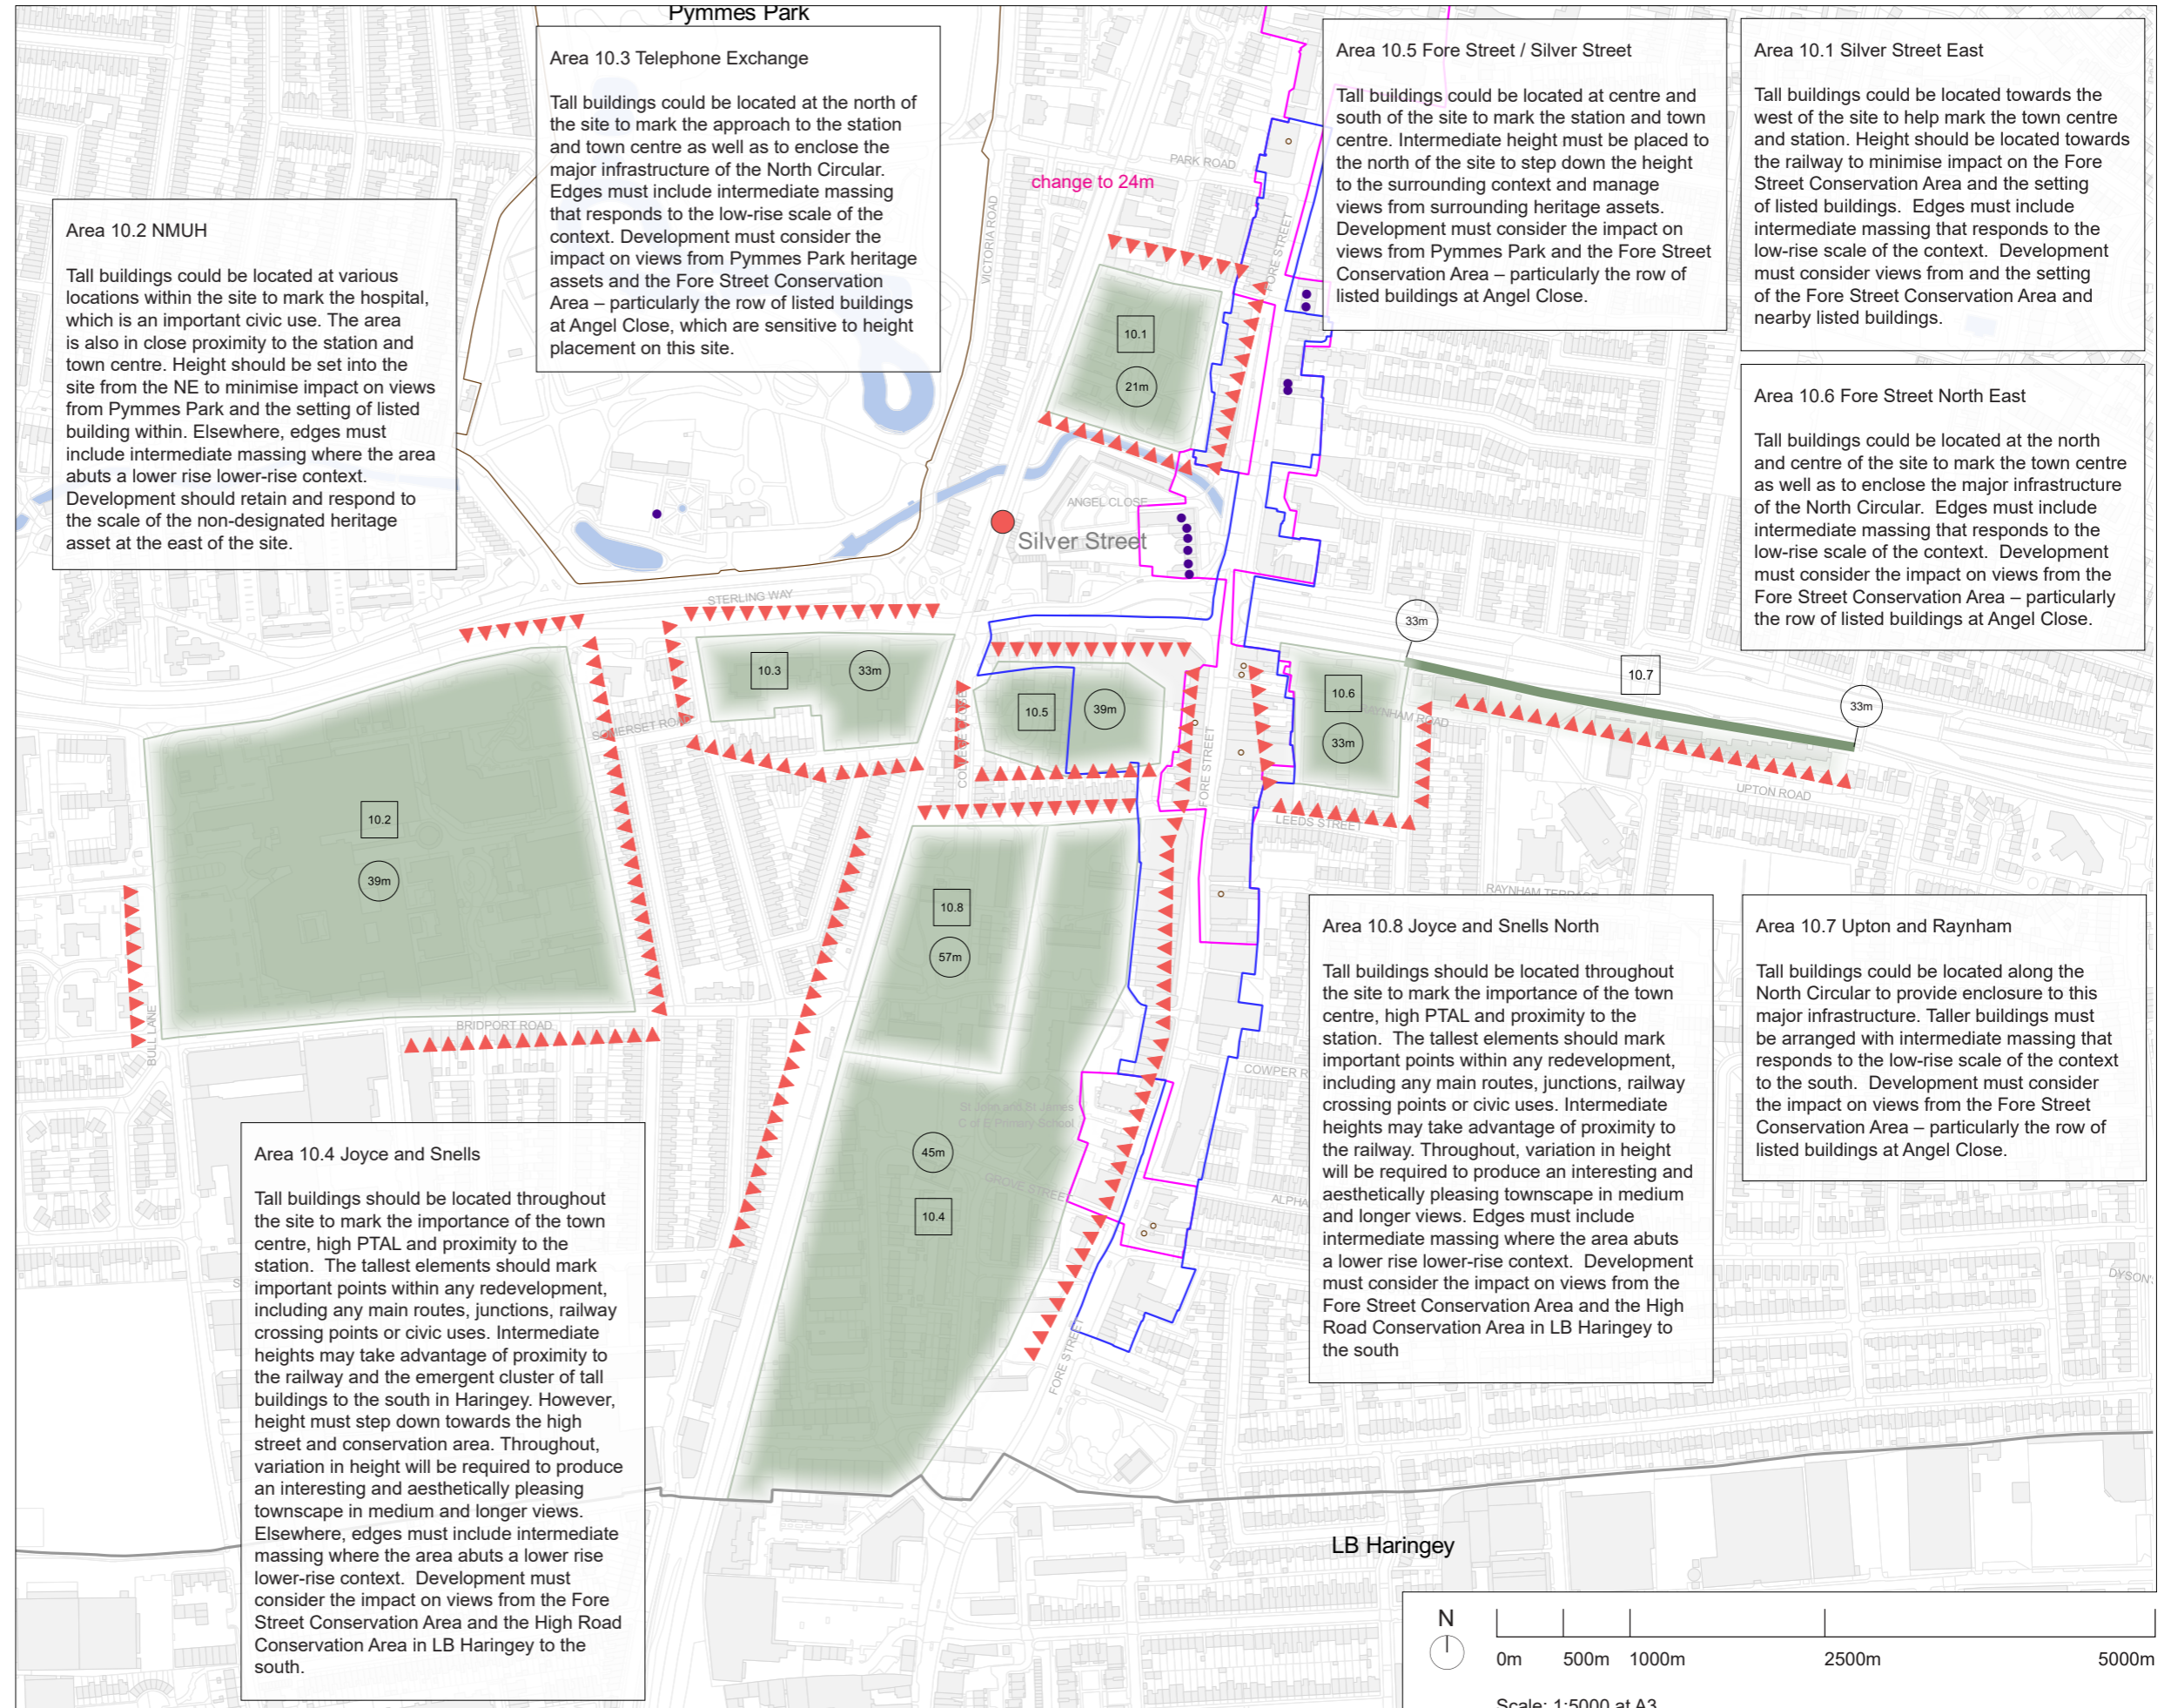 Pymmes Park
Area 10.3 Telephone Exchange
Tall buildings could be located at the north of
the site to mark the approach to the station
and town centre as well as to enclose the
major infrastructure of the North Circular.
Edges must include intermediate massing
that responds to the low-rise scale of the
context. Development must consider the
impact on views from Pymmes Park heritage
assets and the Fore Street Conservation
Area – particularly the row of listed buildings
at Angel Close, which are sensitive to height
placement on this site.
Area 10.5 Fore Street / Silver Street
Tall buildings could be located at centre and
south of the site to mark the station and town
centre. Intermediate height must be placed to
the north of the site to step down the height
to the surrounding context and manage
views from surrounding heritage assets.
Development must consider the impact on
views from Pymmes Park and the Fore Street
Conservation Area – particularly the row of
listed buildings at Angel Close.
Area 10.1 Silver Street East
Tall buildings could be located towards the
west of the site to help mark the town centre
and station. Height should be located towards
the railway to minimise impact on the Fore
Street Conservation Area and the setting
of listed buildings. Edges must include
intermediate massing that responds to the
low-rise scale of the context. Development
must consider views from and the setting
of the Fore Street Conservation Area and
nearby listed buildings.
Area 10.2 NMUH
Tall buildings could be located at various
locations within the site to mark the hospital,
which is an important civic use. The area
is also in close proximity to the station and
town centre. Height should be set into the
site from the NE to minimise impact on views
from Pymmes Park and the setting of listed
building within. Elsewhere, edges must
include intermediate massing where the area
abuts a lower rise lower-rise context.
Development should retain and respond to
the scale of the non-designated heritage
asset at the east of the site.
Area 10.6 Fore Street North East
Tall buildings could be located at the north
and centre of the site to mark the town centre
as well as to enclose the major infrastructure
of the North Circular. Edges must include
intermediate massing that responds to the
low-rise scale of the context. Development
must consider the impact on views from the
Fore Street Conservation Area – particularly
the row of listed buildings at Angel Close.
PARK ROAD
change to 24m
VICTORIA ROAD
FORE STREET
10.1
21m
ANGEL CLOSE
Silver Street
STERLING WAY
33m
10.3
33m
10.5
39m
10.6
33m
10.7
33m
SOMERSET ROAD
COLLEGE CLOSE
FORE STREET
RAYNHAM ROAD
UPTON ROAD
LEEDS STREET
10.2
39m
10.8
57m
RAYNHAM TERRACE
BULL LANE
BRIDPORT ROAD
COWPER R
St John and St James
C of E Primary School
45m
GROVE STREET
10.4
ALPHA
FORE STREET
DYSON'S
S
Area 10.8 Joyce and Snells North
Tall buildings should be located throughout
the site to mark the importance of the town
centre, high PTAL and proximity to the
station. The tallest elements should mark
important points within any redevelopment,
including any main routes, junctions, railway
crossing points or civic uses. Intermediate
heights may take advantage of proximity to
the railway. Throughout, variation in height
will be required to produce an interesting and
aesthetically pleasing townscape in medium
and longer views. Edges must include
intermediate massing where the area abuts
a lower rise lower-rise context. Development
must consider the impact on views from the
Fore Street Conservation Area and the High
Road Conservation Area in LB Haringey to
the south
Area 10.7 Upton and Raynham
Tall buildings could be located along the
North Circular to provide enclosure to this
major infrastructure. Taller buildings must
be arranged with intermediate massing that
responds to the low-rise scale of the context
to the south. Development must consider
the impact on views from the Fore Street
Conservation Area – particularly the row of
listed buildings at Angel Close.
Area 10.4 Joyce and Snells
Tall buildings should be located throughout
the site to mark the importance of the town
centre, high PTAL and proximity to the
station. The tallest elements should mark
important points within any redevelopment,
including any main routes, junctions, railway
crossing points or civic uses. Intermediate
heights may take advantage of proximity to
the railway and the emergent cluster of tall
buildings to the south in Haringey. However,
height must step down towards the high
street and conservation area. Throughout,
variation in height will be required to produce
an interesting and aesthetically pleasing
townscape in medium and longer views.
Elsewhere, edges must include intermediate
massing where the area abuts a lower rise
lower-rise context. Development must
consider the impact on views from the Fore
Street Conservation Area and the High Road
Conservation Area in LB Haringey to the
south.
LB Haringey
N
0m 500m 1000m 2500m 5000m
Scale: 1:5000 at A3